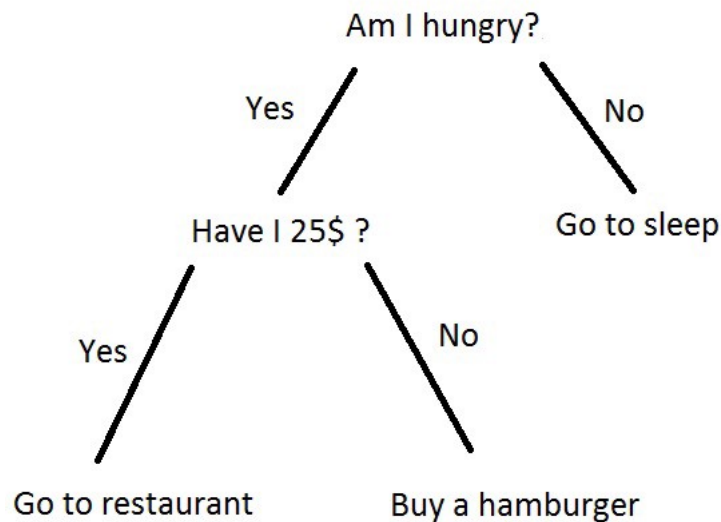 Am I hungry?
Yes
No
Have I 25$ ?
Go to sleep
Yes
No
Go to restaurant
Buy a hamburger